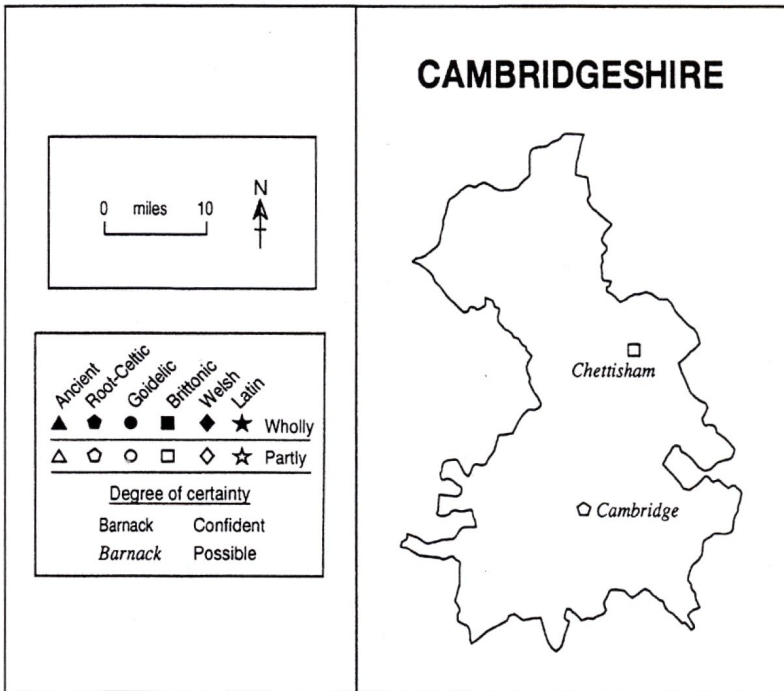 CAMBRIDGESHIRE
0 miles 10
N
Ancient
Root-Celtic
Goidelic
Brittonic
Welsh
Latin
Wholly
Partly
Degree of certainty
Barnack Confident
Barnack Possible
Chettisham
Cambridge